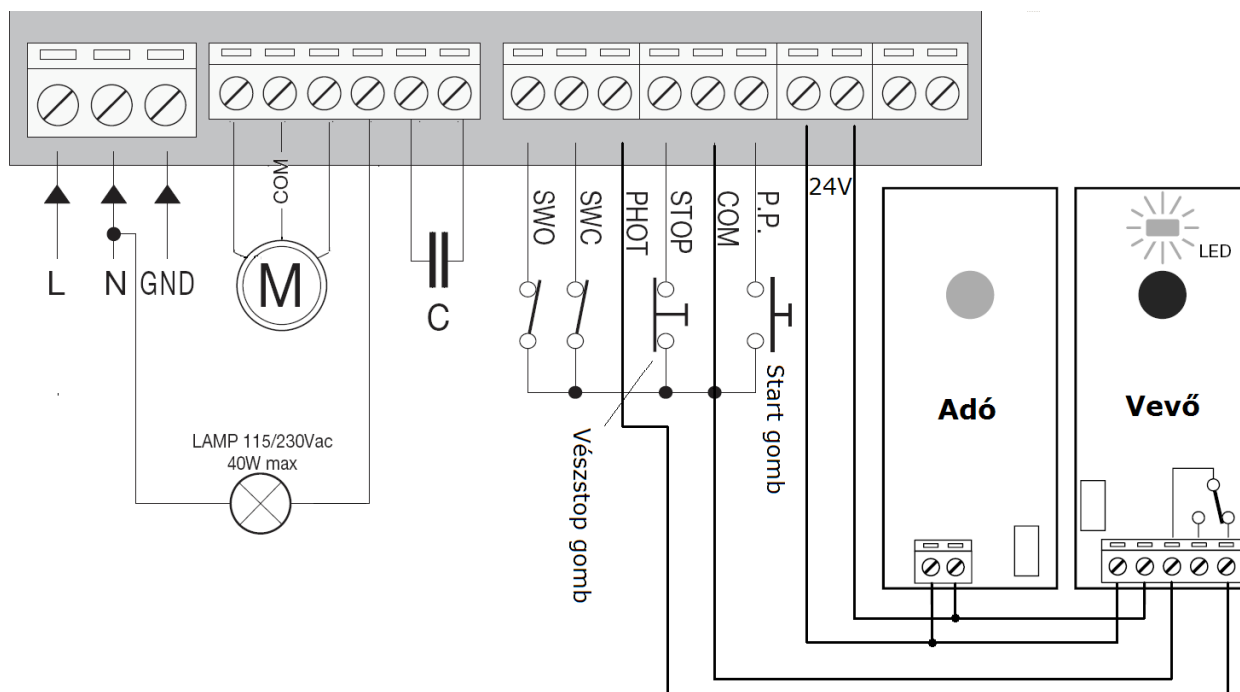 L
N
GND
COM
M
C
LAMP 115/230Vac
40W max
SWO
SWC
PHOT
STOP
COM
P.P.
24V
Vészstop gomb
Start gomb
Adó
LED
Vevő